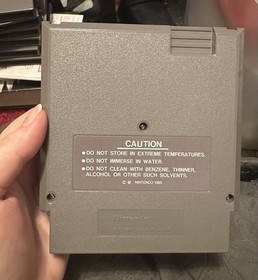 CAUTION
• DO NOT STORE IN EXTREME TEMPERATURES.
• DO NOT IMMERSE IN WATER.
• DO NOT CLEAN WITH BENZENE, THINNER,
ALCOHOL OR OTHER SUCH SOLVENTS.
© ® NINTENDO 1985